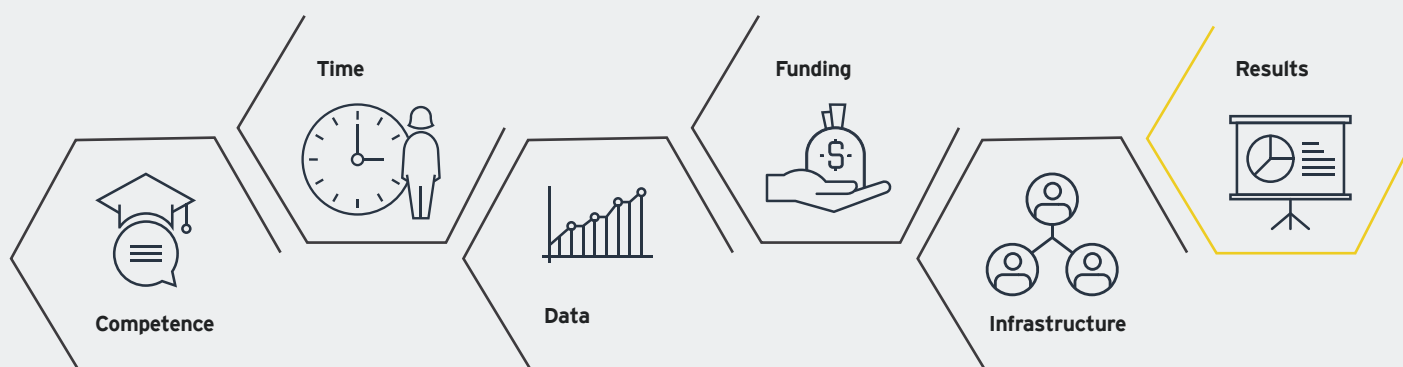 Competence
Time
Data
Funding
$
Infrastructure
Results